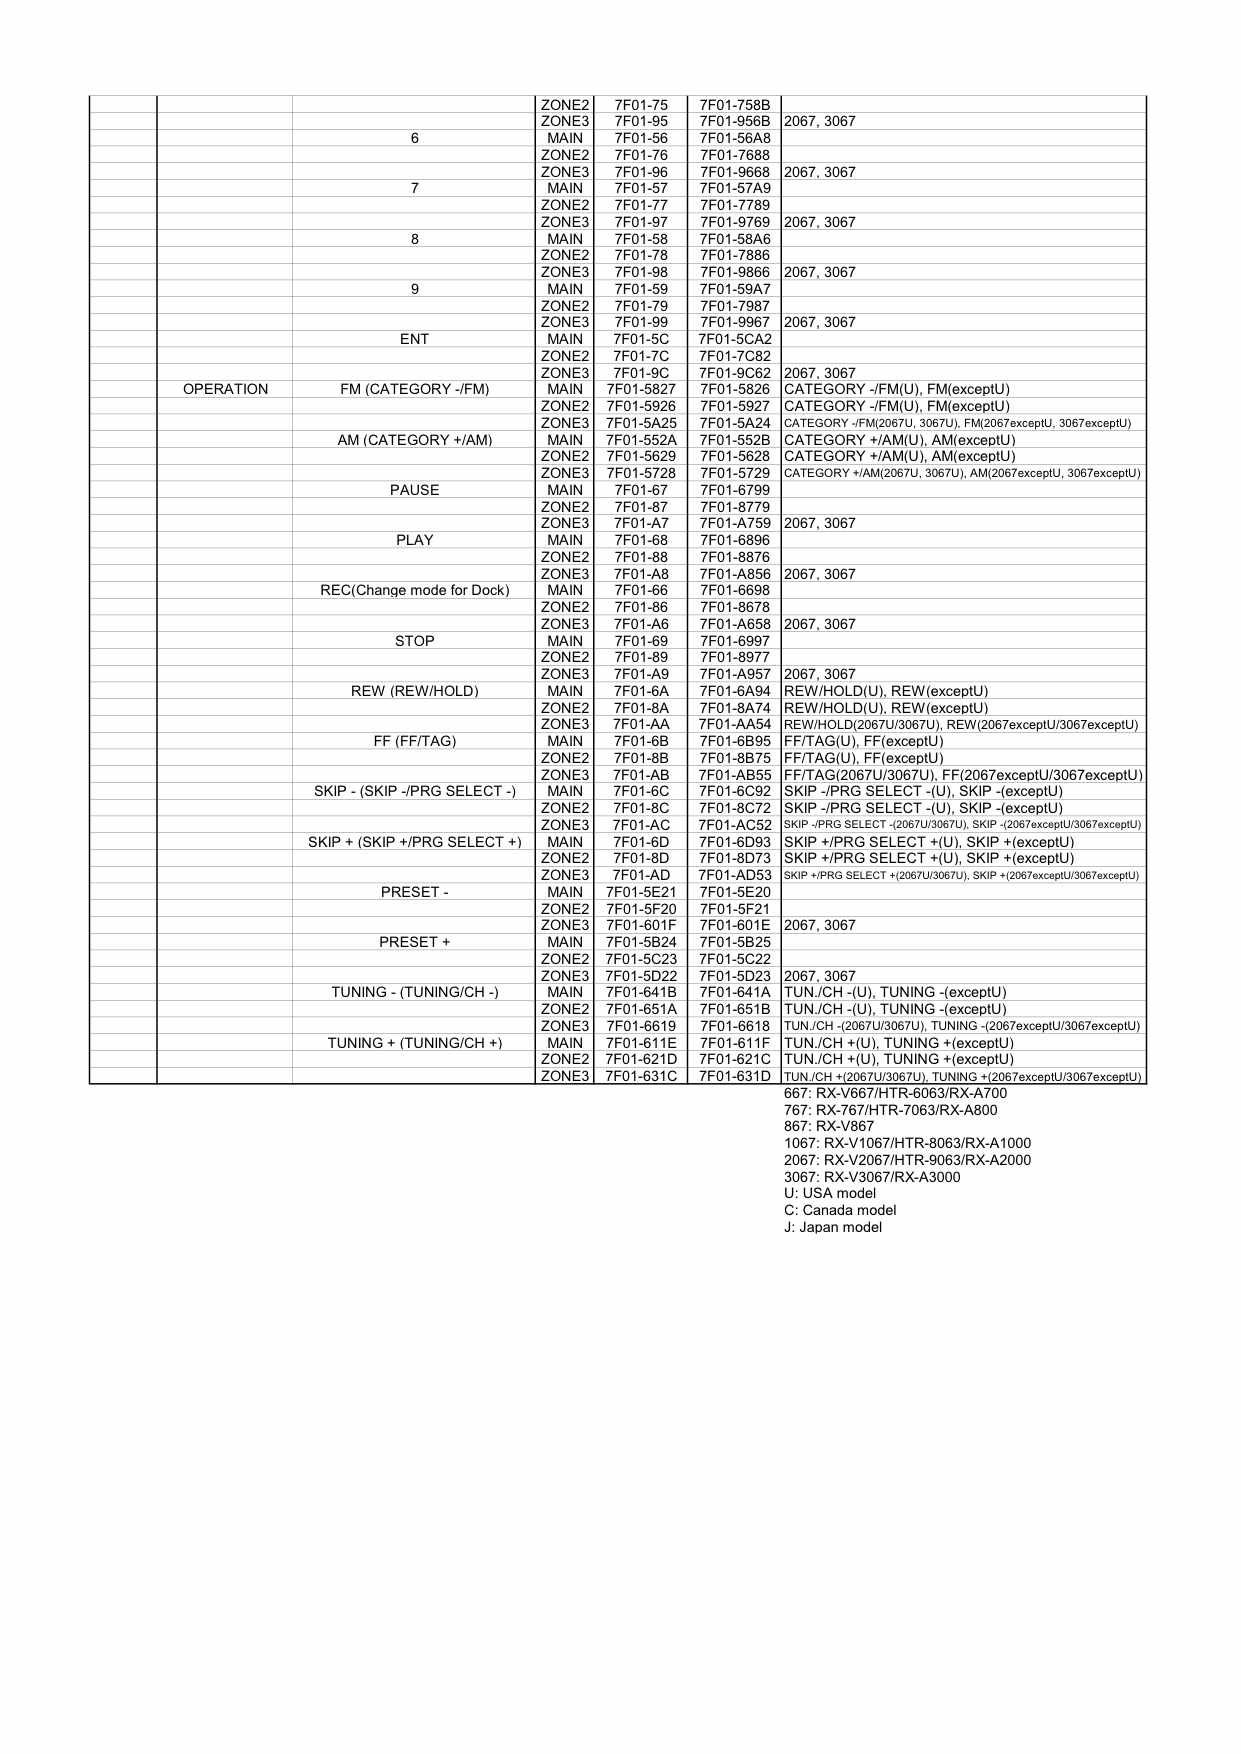 ZONE2 7F01-75 7F01-758B
ZONE3 7F01-95 7F01-956B 2067, 3067
6 MAIN 7F01-56 7F01-56A8
ZONE2 7F01-76 7F01-7688
ZONE3 7F01-96 7F01-9668 2067, 3067
7 MAIN 7F01-57 7F01-57A9
ZONE2 7F01-77 7F01-7789
ZONE3 7F01-97 7F01-9769 2067, 3067
8 MAIN 7F01-58 7F01-58A6
ZONE2 7F01-78 7F01-7886
ZONE3 7F01-98 7F01-9866 2067, 3067
9 MAIN 7F01-59 7F01-59A7
ZONE2 7F01-79 7F01-7987
ZONE3 7F01-99 7F01-9967 2067, 3067
ENT MAIN 7F01-5C 7F01-5CA2
ZONE2 7F01-7C 7F01-7C82
ZONE3 7F01-9C 7F01-9C62 2067, 3067
OPERATION FM (CATEGORY -/FM) MAIN 7F01-5827 7F01-5826 CATEGORY -/FM(U), FM(exceptU)
ZONE2 7F01-5926 7F01-5927 CATEGORY -/FM(U), FM(exceptU)
ZONE3 7F01-5A25 7F01-5A24 CATEGORY -/FM(2067U, 3067U), FM(2067exceptU, 3067exceptU)
AM (CATEGORY +/AM) MAIN 7F01-552A 7F01-552B CATEGORY +/AM(U), AM(exceptU)
ZONE2 7F01-5629 7F01-5628 CATEGORY +/AM(U), AM(exceptU)
ZONE3 7F01-5728 7F01-5729 CATEGORY +/AM(2067U, 3067U), AM(2067exceptU, 3067exceptU)
PAUSE MAIN 7F01-67 7F01-6799
ZONE2 7F01-87 7F01-8779
ZONE3 7F01-A7 7F01-A759 2067, 3067
PLAY MAIN 7F01-68 7F01-6896
ZONE2 7F01-88 7F01-8876
ZONE3 7F01-A8 7F01-A856 2067, 3067
REC(Change mode for Dock) MAIN 7F01-66 7F01-6698
ZONE2 7F01-86 7F01-8678
ZONE3 7F01-A6 7F01-A658 2067, 3067
STOP MAIN 7F01-69 7F01-6997
ZONE2 7F01-89 7F01-8977
ZONE3 7F01-A9 7F01-A957 2067, 3067
REW (REW/HOLD) MAIN 7F01-6A 7F01-6A94 REW/HOLD(U), REW(exceptU)
ZONE2 7F01-8A 7F01-8A74 REW/HOLD(U), REW(exceptU)
ZONE3 7F01-AA 7F01-AA54 REW/HOLD(2067U/3067U), REW(2067exceptU/3067exceptU)
FF (FF/TAG) MAIN 7F01-6B 7F01-6B95 FF/TAG(U), FF(exceptU)
ZONE2 7F01-8B 7F01-8B75 FF/TAG(U), FF(exceptU)
ZONE3 7F01-AB 7F01-AB55 FF/TAG(2067U/3067U), FF(2067exceptU/3067exceptU)
SKIP - (SKIP -/PRG SELECT -) MAIN 7F01-6C 7F01-6C92 SKIP -/PRG SELECT -(U), SKIP -(exceptU)
ZONE2 7F01-8C 7F01-8C72 SKIP -/PRG SELECT -(U), SKIP -(exceptU)
ZONE3 7F01-AC 7F01-AC52 SKIP -/PRG SELECT -(2067U/3067U), SKIP -(2067exceptU/3067exceptU)
SKIP + (SKIP +/PRG SELECT +) MAIN 7F01-6D 7F01-6D93 SKIP +/PRG SELECT +(U), SKIP +(exceptU)
ZONE2 7F01-8D 7F01-8D73 SKIP +/PRG SELECT +(U), SKIP +(exceptU)
ZONE3 7F01-AD 7F01-AD53 SKIP +/PRG SELECT +(2067U/3067U), SKIP +(2067exceptU/3067exceptU)
PRESET - MAIN 7F01-5E21 7F01-5E20
ZONE2 7F01-5F20 7F01-5F21
ZONE3 7F01-601F 7F01-601E 2067, 3067
PRESET + MAIN 7F01-5B24 7F01-5B25
ZONE2 7F01-5C23 7F01-5C22
ZONE3 7F01-5D22 7F01-5D23 2067, 3067
TUNING - (TUNING/CH -) MAIN 7F01-641B 7F01-641A TUN./CH -(U), TUNING -(exceptU)
ZONE2 7F01-651A 7F01-651B TUN./CH -(U), TUNING -(exceptU)
ZONE3 7F01-6619 7F01-6618 TUN./CH -(2067U/3067U), TUNING -(2067exceptU/3067exceptU)
TUNING + (TUNING/CH +) MAIN 7F01-611E 7F01-611F TUN./CH +(U), TUNING +(exceptU)
ZONE2 7F01-621D 7F01-621C TUN./CH +(U), TUNING +(exceptU)
ZONE3 7F01-631C 7F01-631D TUN./CH +(2067U/3067U), TUNING +(2067exceptU/3067exceptU)
667: RX-V667/HTR-6063/RX-A700
767: RX-767/HTR-7063/RX-A800
867: RX-V867
1067: RX-V1067/HTR-8063/RX-A1000
2067: RX-V2067/HTR-9063/RX-A2000
3067: RX-V3067/RX-A3000
U: USA model
C: Canada model
J: Japan model